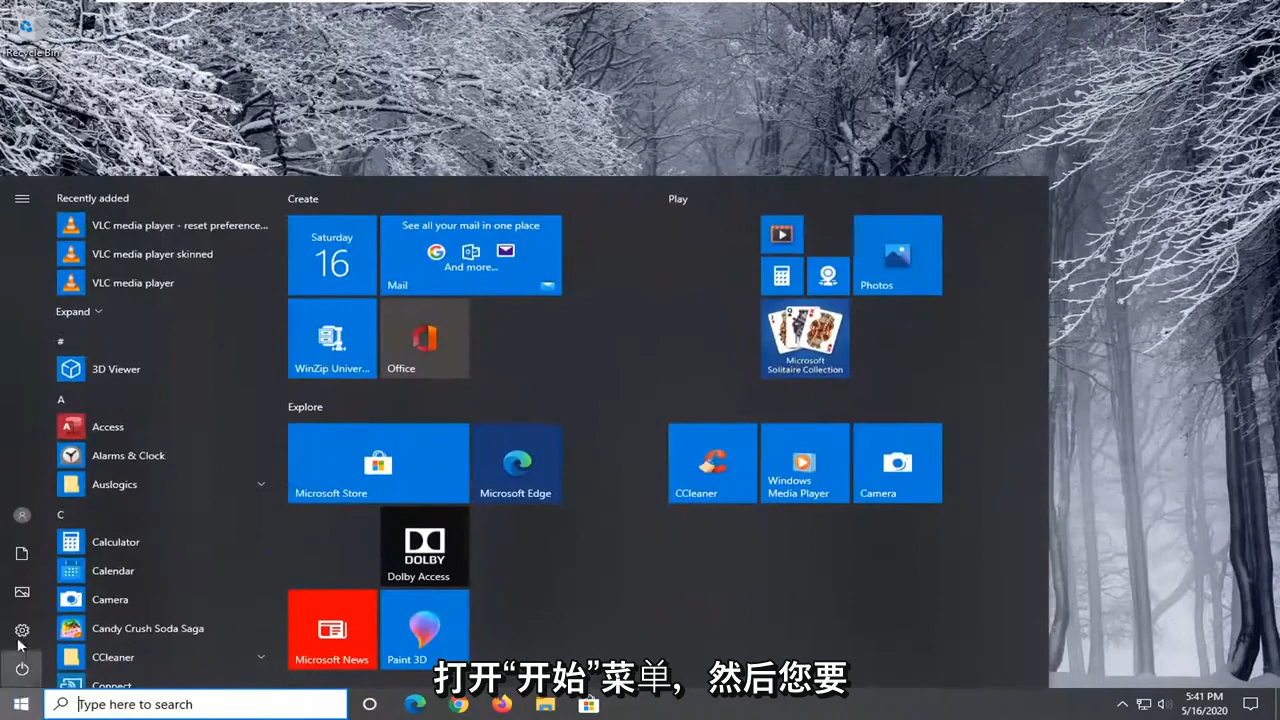 Recycle Bin
Recently added
VLC media player - reset preference...
VLC media player skinned
VLC media player
Expand
#
3D Viewer
A
Access
Alarms & Clock
Auslogics
C
Calculator
Calendar
Camera
Candy Crush Soda Saga
CCleaner
Connect
Create
Saturday
16
See all your mail in one place
And more...
Mail
WinZip Univer...
Office
Explore
Microsoft Store
Microsoft Edge
DOLBY
Dolby Access
Microsoft News
Paint 3D
Play
Photos
Microsoft
Solitaire Collection
CCleaner
Windows
Media Player
Camera
打开“开始”菜单，然后您要
Type here to search
5:41 PM
5/16/2020